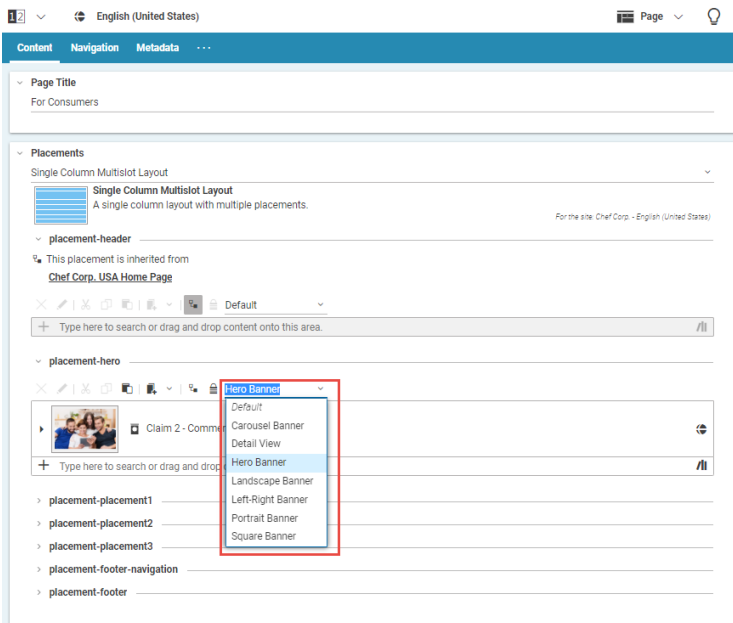 12 English (United States) Page
Content Navigation Metadata ···
Page Title
For Consumers
Placements
Single Column Multislot Layout
Single Column Multislot Layout
A single column layout with multiple placements.
For the site: Chef Corp. - English (United States)
placement-header
This placement is inherited from
Chef Corp. USA Home Page
Default
Type here to search or drag and drop content onto this area.
placement-hero
Hero Banner
Default
Carousel Banner
Claim 2 - Comme
Detail View
Hero Banner
Type here to search or drag and drop
Landscape Banner
Left-Right Banner
Portrait Banner
Square Banner
placement-placement1
placement-placement2
placement-placement3
placement-footer-navigation
placement-footer